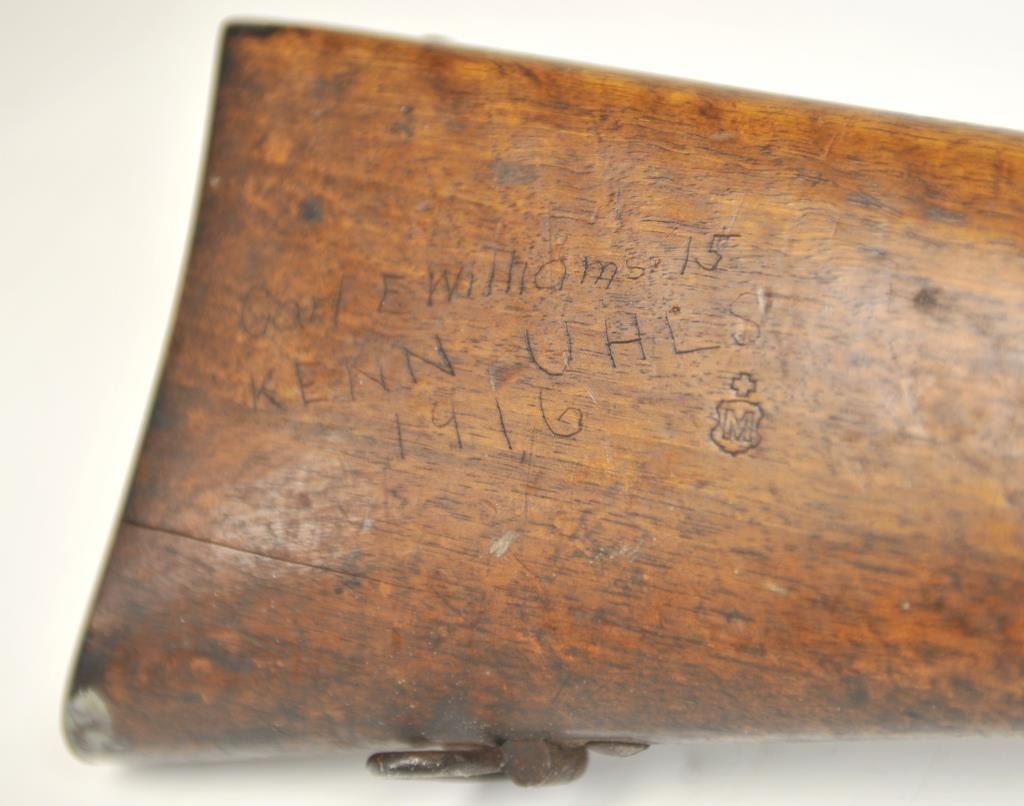 Carl E Williams 15
KENN UHLS
1916
M